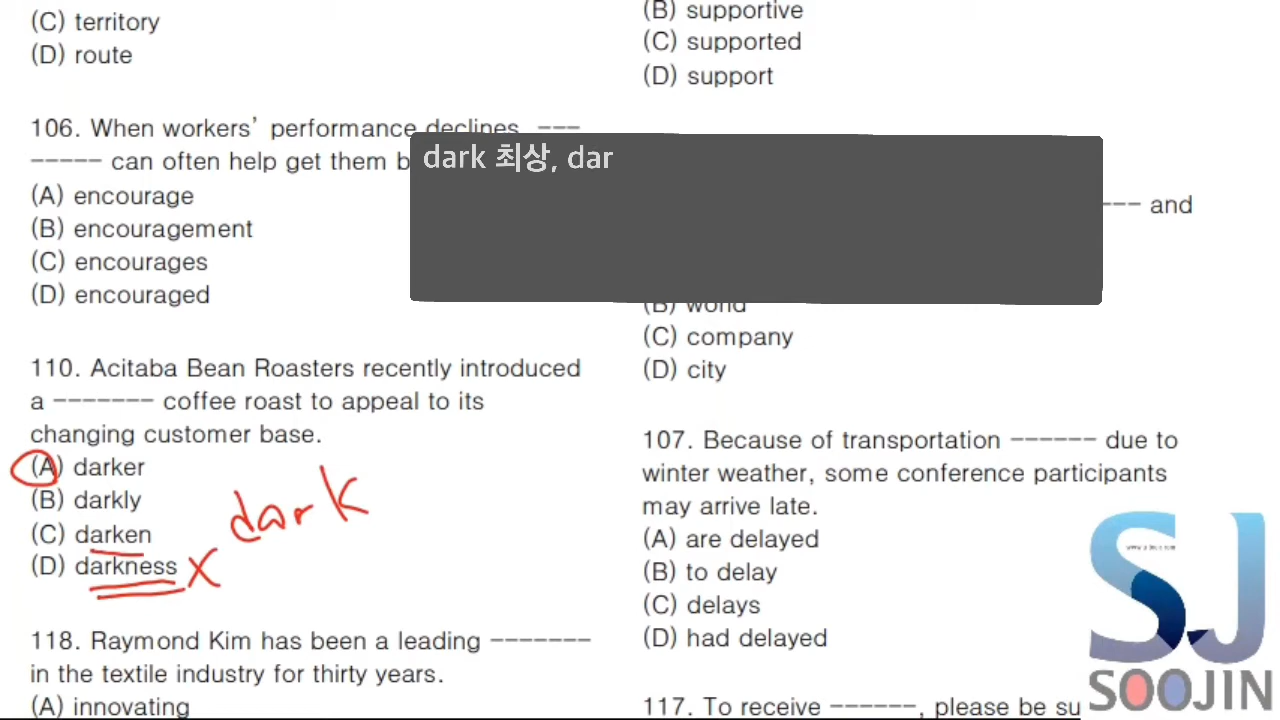 (C) territory
(D) route
106. When workers’ performance declines, ---
------ can often help get them b
(A) encourage
(B) encouragement
(C) encourages
(D) encouraged
110. Acitaba Bean Roasters recently introduced
a ------- coffee roast to appeal to its
changing customer base.
(A) darker
(B) darkly
(C) darken
(D) darkness X
dark
118. Raymond Kim has been a leading -------
in the textile industry for thirty years.
(A) innovating
(B) supportive
(C) supported
(D) support
dark 최상, dar
--- and
(B) world
(C) company
(D) city
107. Because of transportation ------ due to
winter weather, some conference participants
may arrive late.
(A) are delayed
(B) to delay
(C) delays
(D) had delayed
117. To receive ------, please be su
SJ
SOOJIN